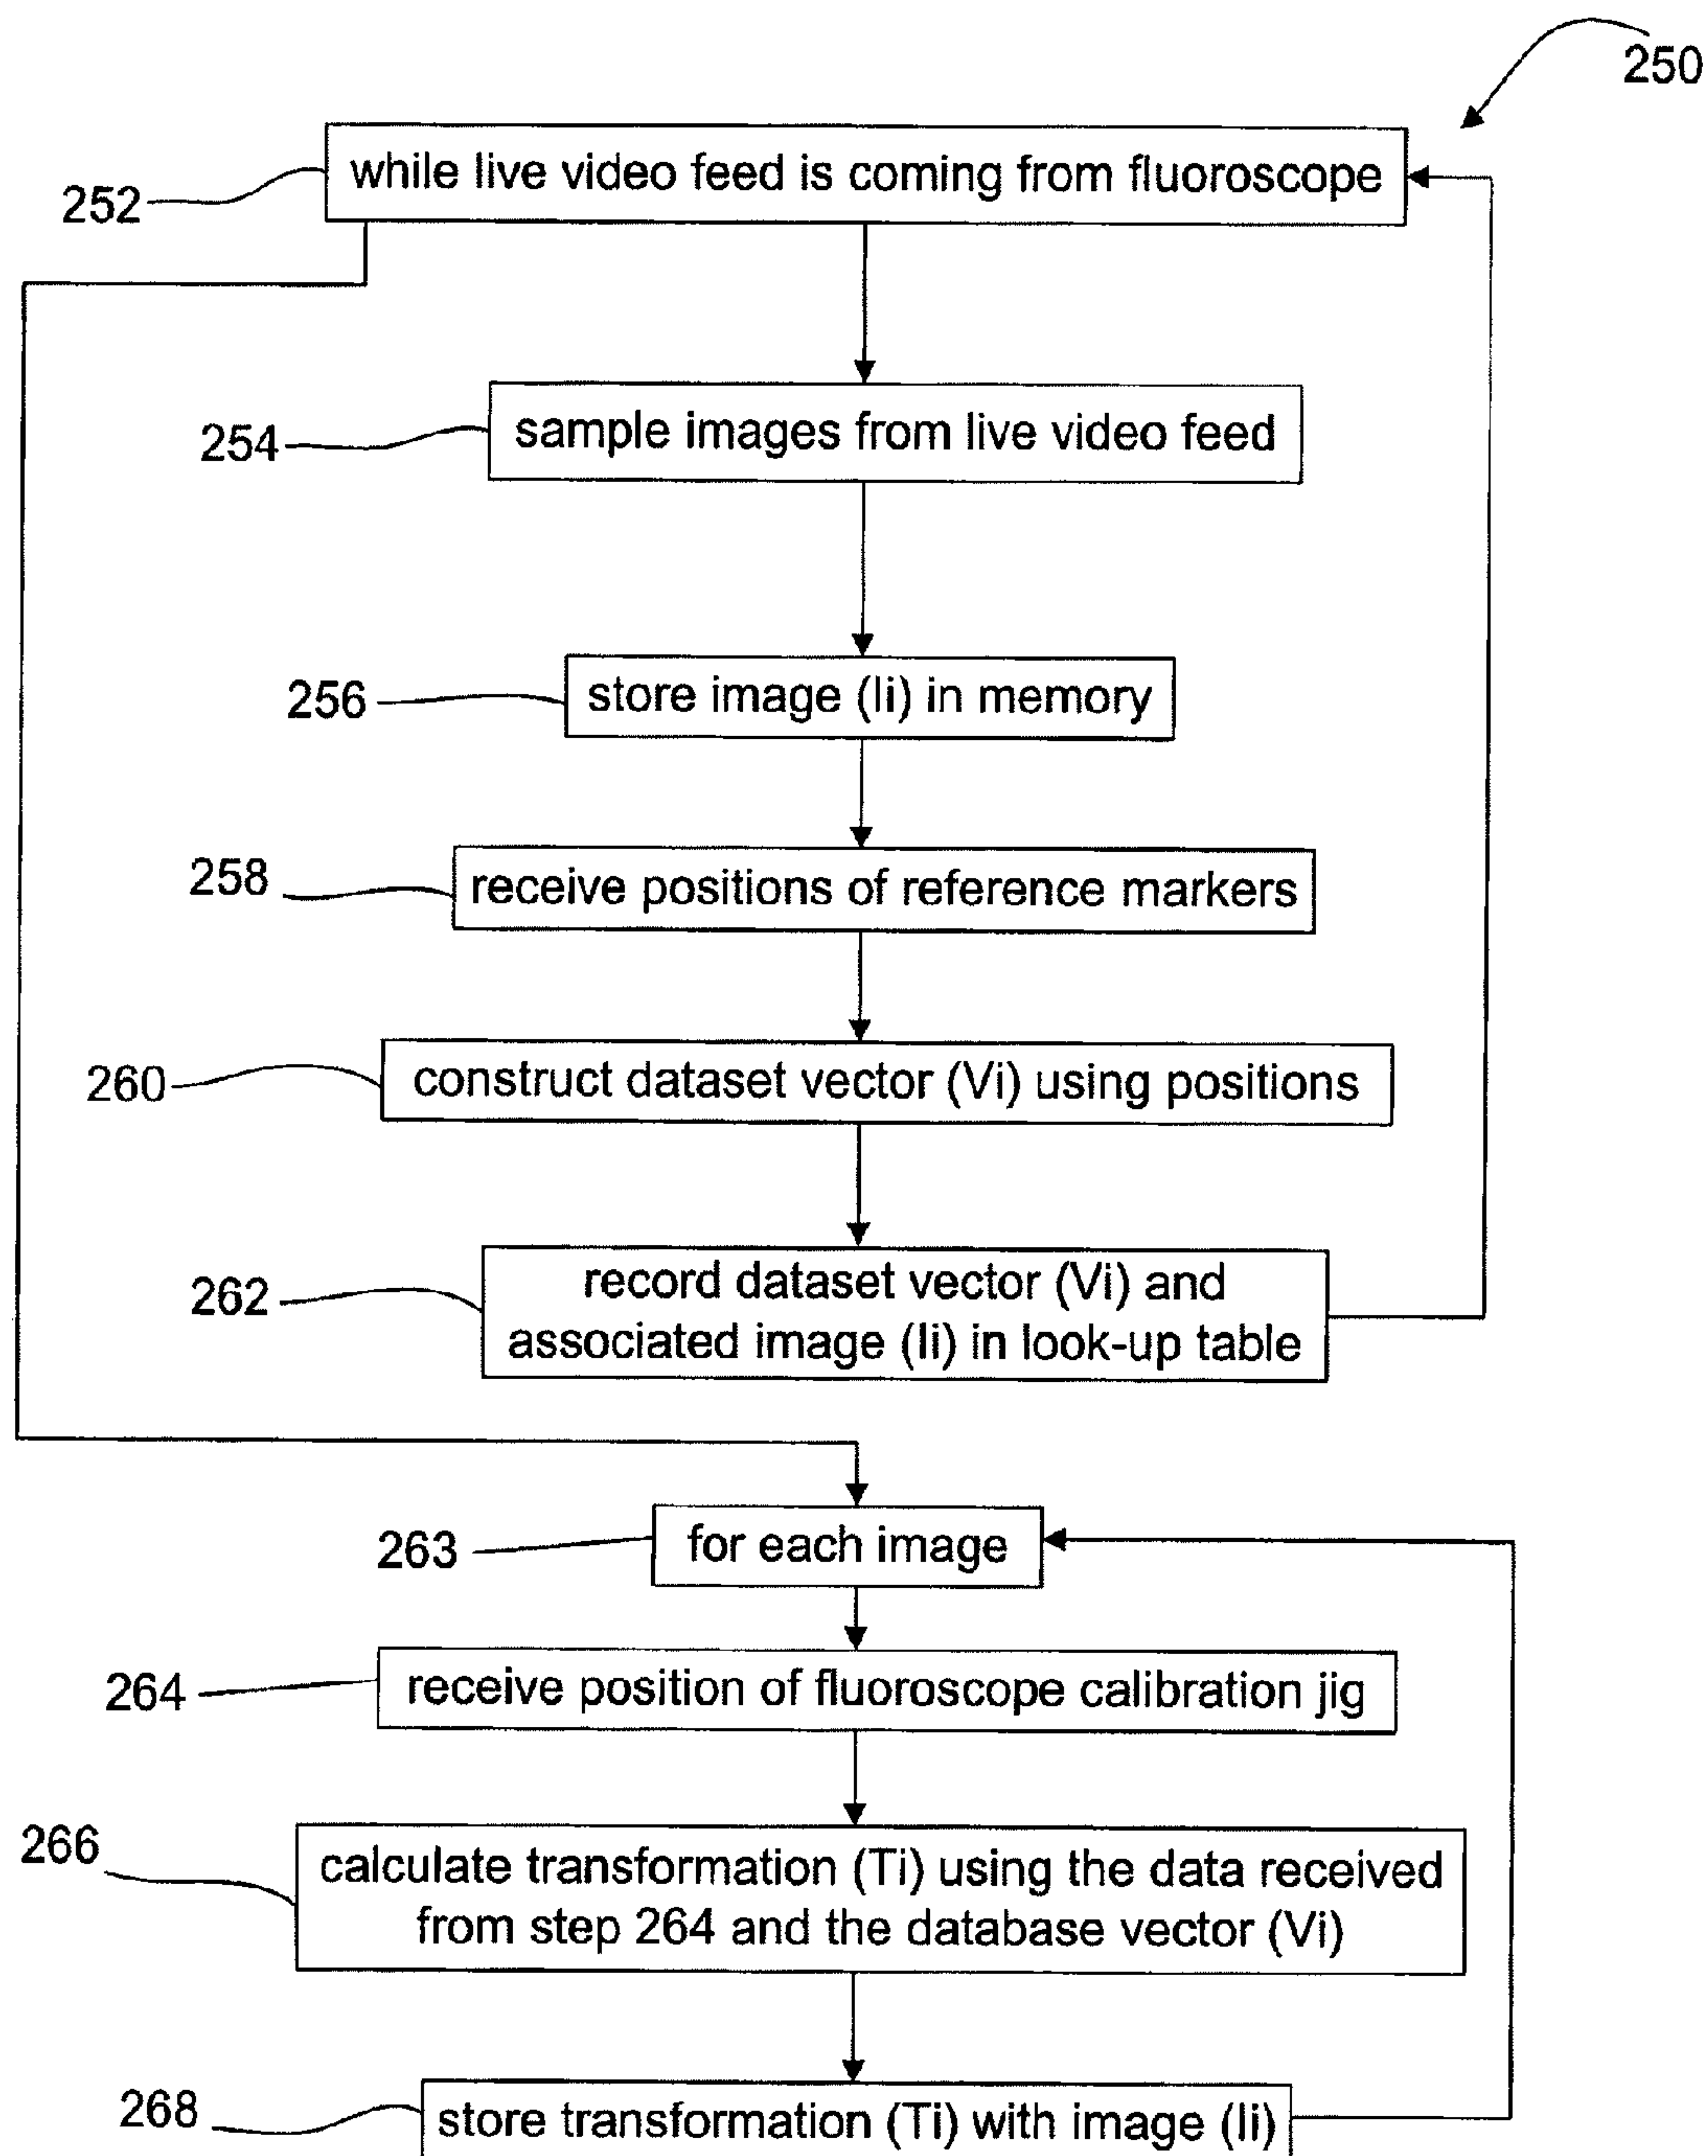 250
while live video feed is coming from fluoroscope
252
sample images from live video feed
254
store image (Ii) in memory
256
receive positions of reference markers
258
construct dataset vector (Vi) using positions
260
record dataset vector (Vi) and
associated image (Ii) in look-up table
262
for each image
263
receive position of fluoroscope calibration jig
264
calculate transformation (Ti) using the data received
from step 264 and the database vector (Vi)
266
store transformation (Ti) with image (Ii)
268